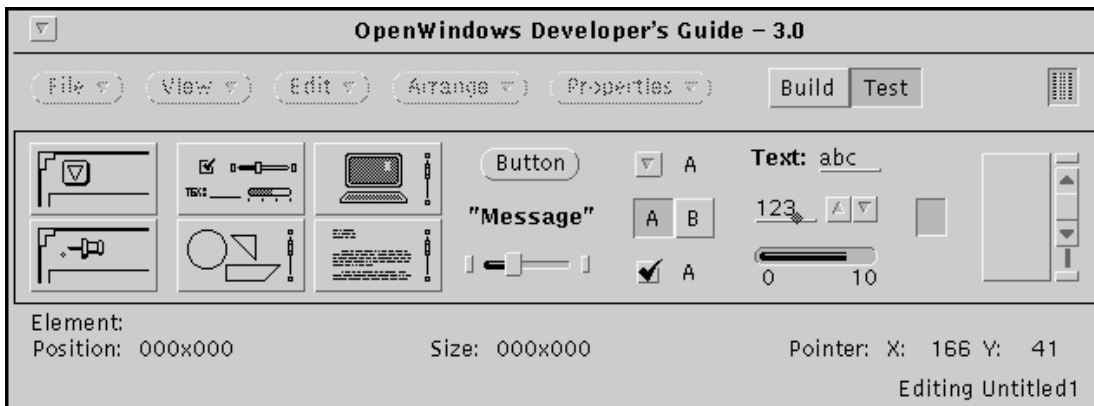 OpenWindows Developer's Guide – 3.0
File View Edit Arrange Properties Build Test
Button A Text: abc
TEXT:
"Message" A B 123
A 0 10
Element:
Position: 000x000 Size: 000x000 Pointer: X: 166 Y: 41
Editing Untitled1